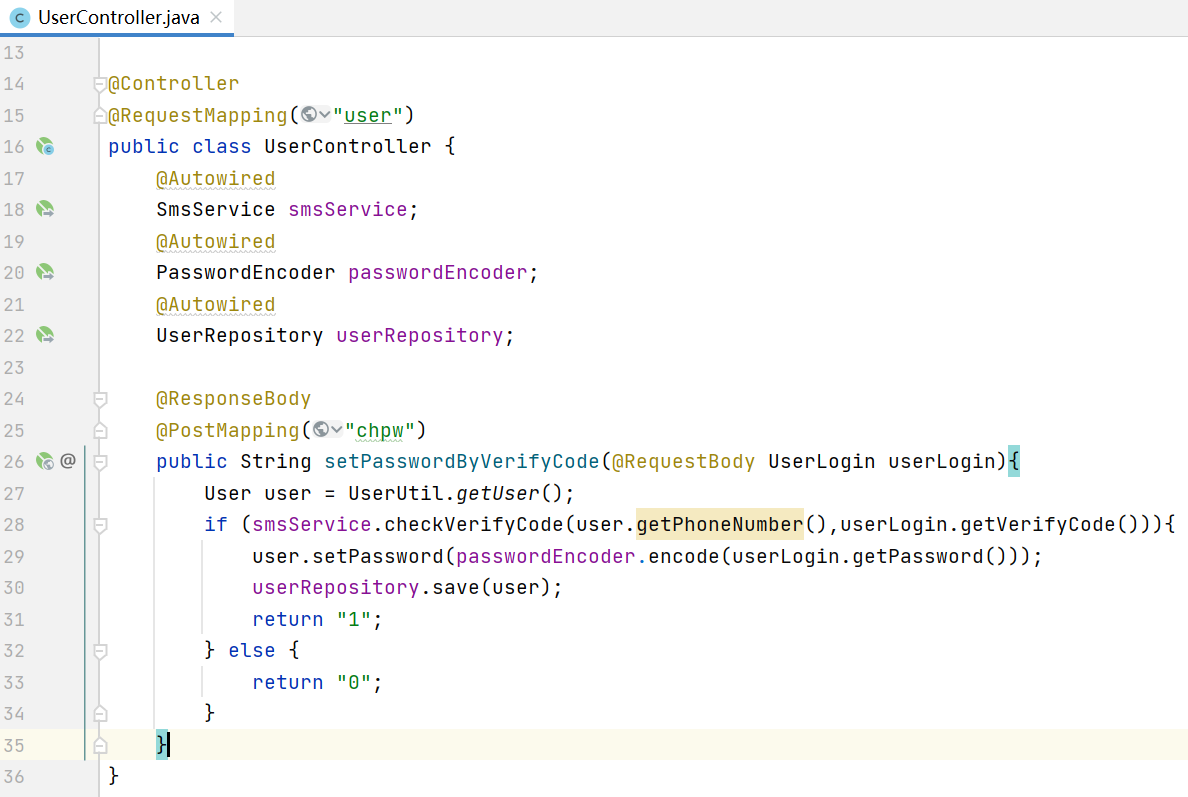 UserController.java
13
14 @Controller
15 @RequestMapping("user")
16 public class UserController {
17 @Autowired
18 SmsService smsService;
19 @Autowired
20 PasswordEncoder passwordEncoder;
21 @Autowired
22 UserRepository userRepository;
23
24 @ResponseBody
25 @PostMapping("chpw")
26 @ public String setPasswordByVerifyCode(@RequestBody UserLogin userLogin){
27 User user = UserUtil.getUser();
28 if (smsService.checkVerifyCode(user.getPhoneNumber(),userLogin.getVerifyCode())){
29 user.setPassword(passwordEncoder.encode(userLogin.getPassword()));
30 userRepository.save(user);
31 return "1";
32 } else {
33 return "0";
34 }
35 }
36 }